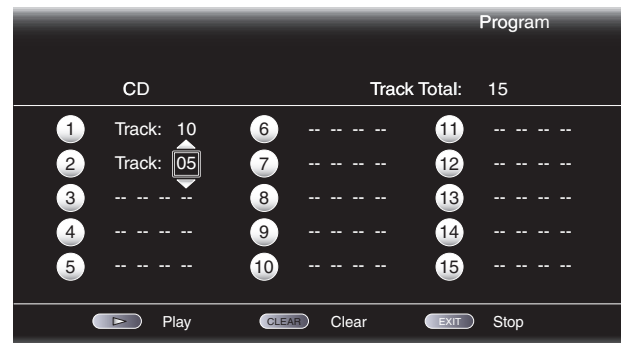 Program
CD Track Total: 15
1 Track: 10 6 -- -- -- -- 11 -- -- -- --
2 Track: 05 7 -- -- -- -- 12 -- -- -- --
3 -- -- -- -- 8 -- -- -- -- 13 -- -- -- --
4 -- -- -- -- 9 -- -- -- -- 14 -- -- -- --
5 -- -- -- -- 10 -- -- -- -- 15 -- -- -- --
Play CLEAR Clear EXIT Stop